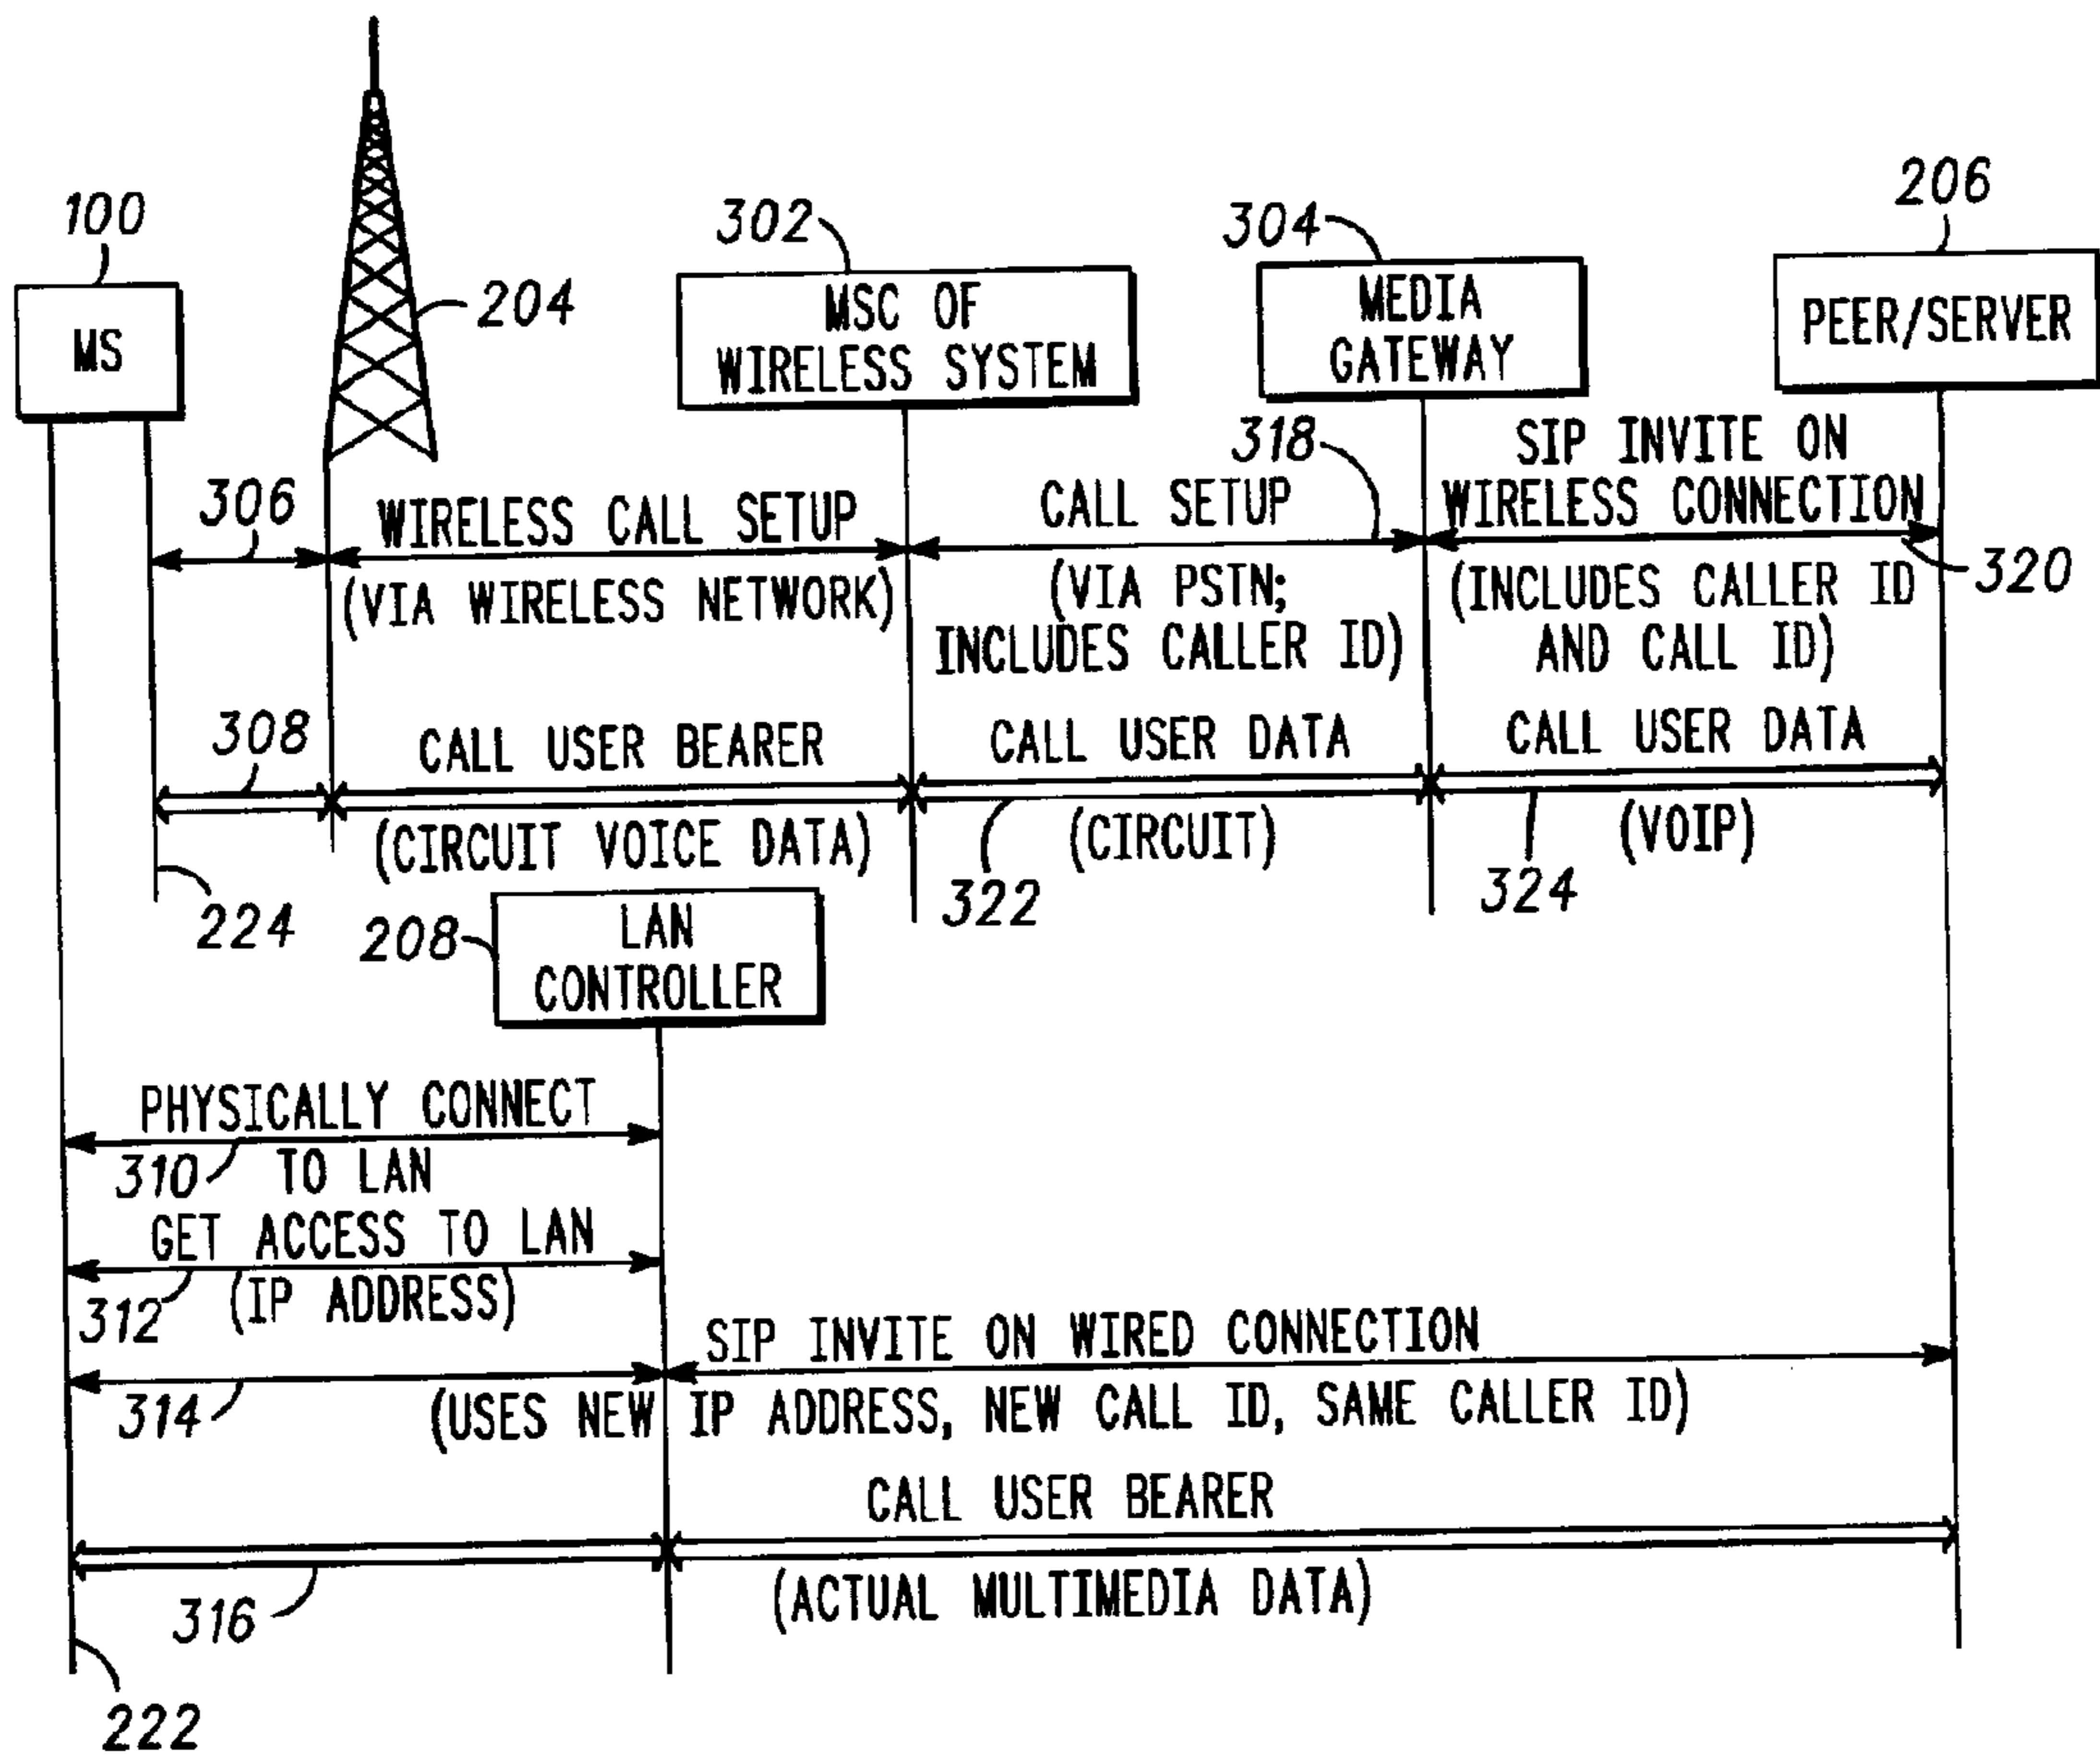 100
204
302
304
206
MS
MSC OF
WIRELESS SYSTEM
MEDIA
GATEWAY
PEER/SERVER
306
WIRELESS CALL SETUP
(VIA WIRELESS NETWORK)
318
CALL SETUP
(VIA PSTN;
INCLUDES CALLER ID)
SIP INVITE ON
WIRELESS CONNECTION
320
(INCLUDES CALLER ID
AND CALL ID)
308
CALL USER BEARER
(CIRCUIT VOICE DATA)
CALL USER DATA
(CIRCUIT)
322
CALL USER DATA
(VOIP)
324
224
208
LAN
CONTROLLER
PHYSICALLY CONNECT
310
TO LAN
GET ACCESS TO LAN
312
(IP ADDRESS)
SIP INVITE ON WIRED CONNECTION
314
(USES NEW IP ADDRESS, NEW CALL ID, SAME CALLER ID)
CALL USER BEARER
316
(ACTUAL MULTIMEDIA DATA)
222